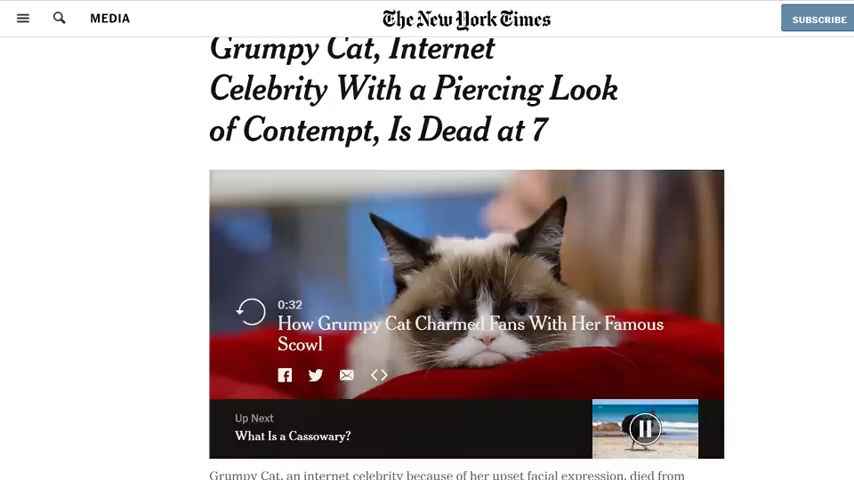 MEDIA
The New York Times
SUBSCRIBE
Grumpy Cat, Internet
Celebrity With a Piercing Look
of Contempt, Is Dead at 7
0:32
How Grumpy Cat Charmed Fans With Her Famous
Scowl
Up Next
What Is a Cassowary?
Grumpy Cat, an internet celebrity because of her upset facial expression, died from